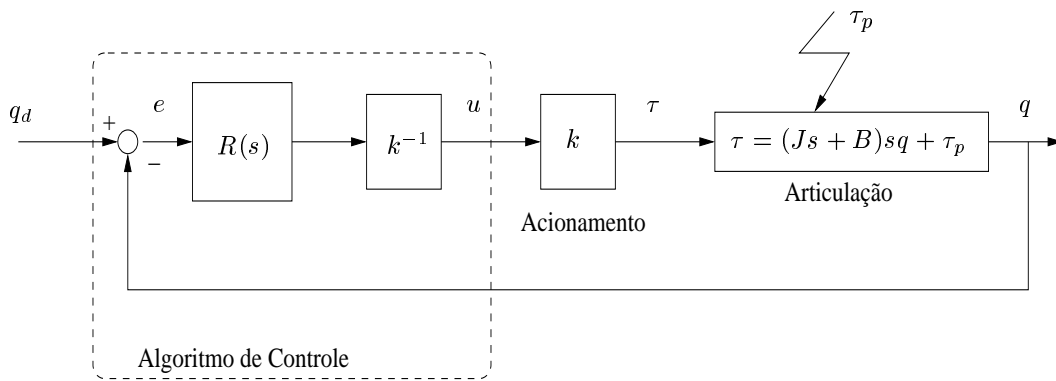 τ_p
q_d
+
−
e
R(s)
k^{-1}
u
k
τ
τ = (Js + B)sq + τ_p
q
Articulação
Acionamento
Algoritmo de Controle